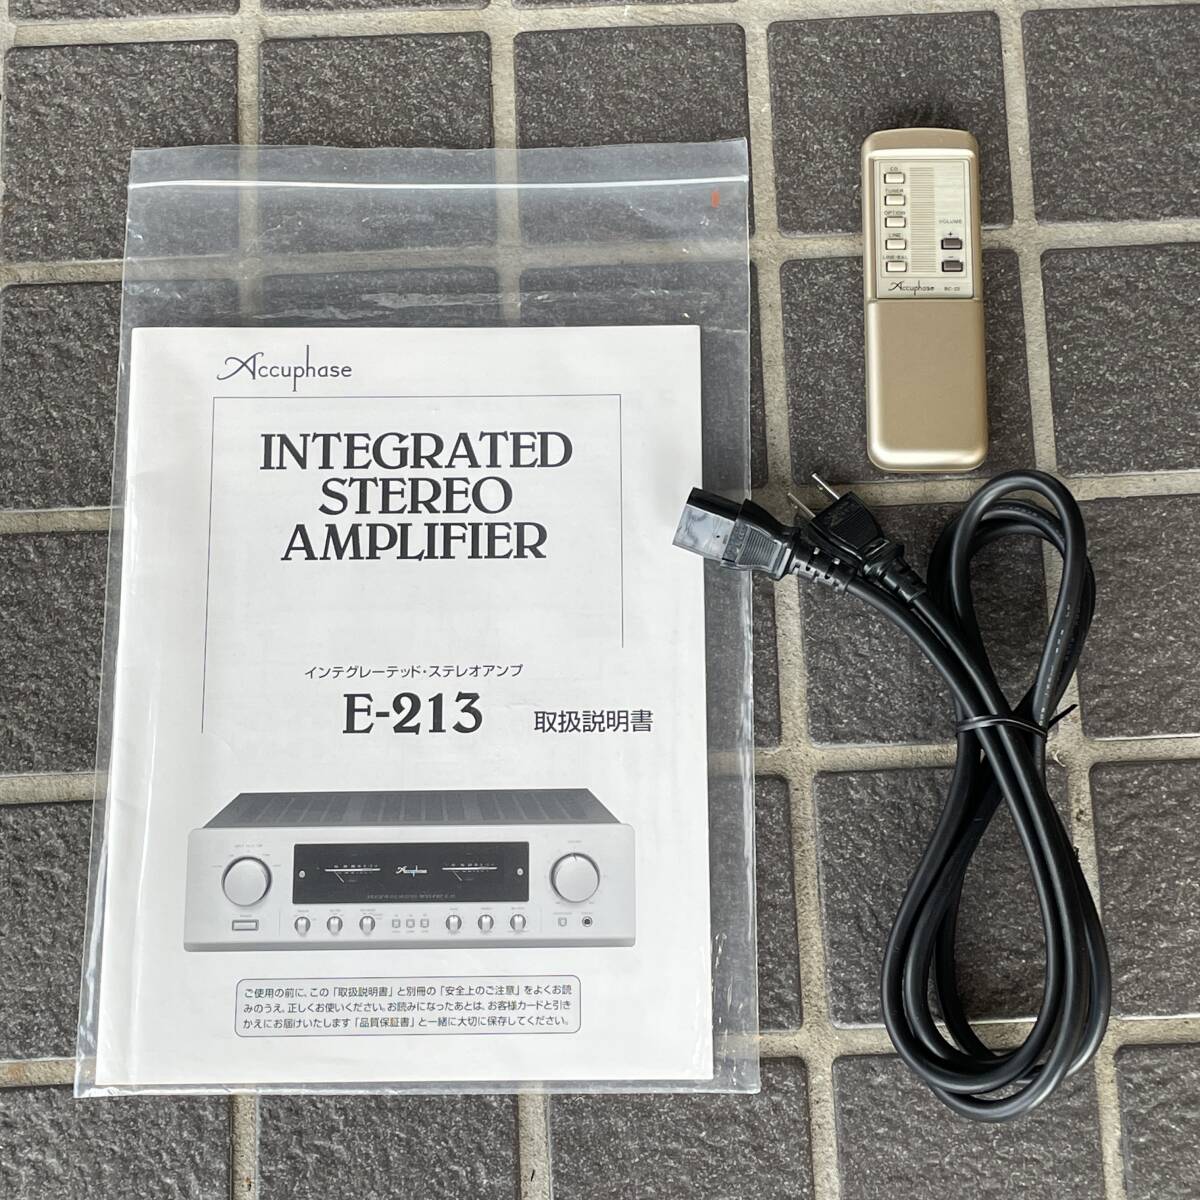 Accuphase
INTEGRATED
STEREO
AMPLIFIER
インテグレーテッド・ステレオアンプ
E-213 取扱説明書
Accuphase
ご使用の前に、この「取扱説明書」と別冊の「安全上のご注意」をよくお読
みのうえ、正しくお使いください。お読みになったあとは、お客様カードと引き
かえにお届けいたします「品質保証書」と一緒に大切に保存してください。
CD
TUNER
OPTION
LINE
LINE-BAL
VOLUME
+
−
Accuphase